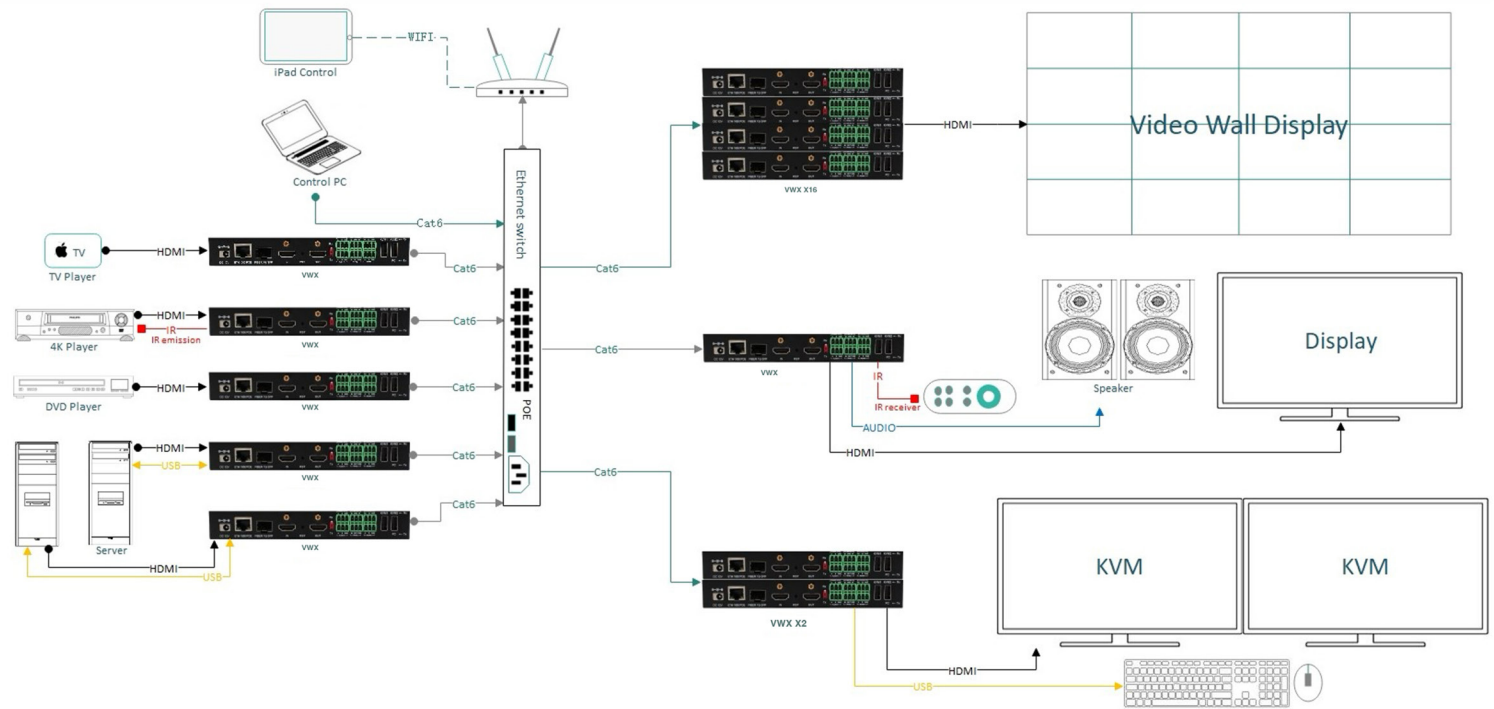 WIFI
iPad Control
Control PC
Cat6
Ethernet switch
POE
TV
TV Player
HDMI
VWX
Cat6
4K Player
HDMI
IR
IR emission
VWX
Cat6
DVD Player
HDMI
VWX
Cat6
Server
HDMI
USB
VWX
Cat6
HDMI
USB
VWX
Cat6
Cat6
VWX X16
HDMI
Video Wall Display
Cat6
VWX
IR
IR receiver
AUDIO
HDMI
Speaker
Display
Cat6
VWX X2
HDMI
USB
KVM
KVM